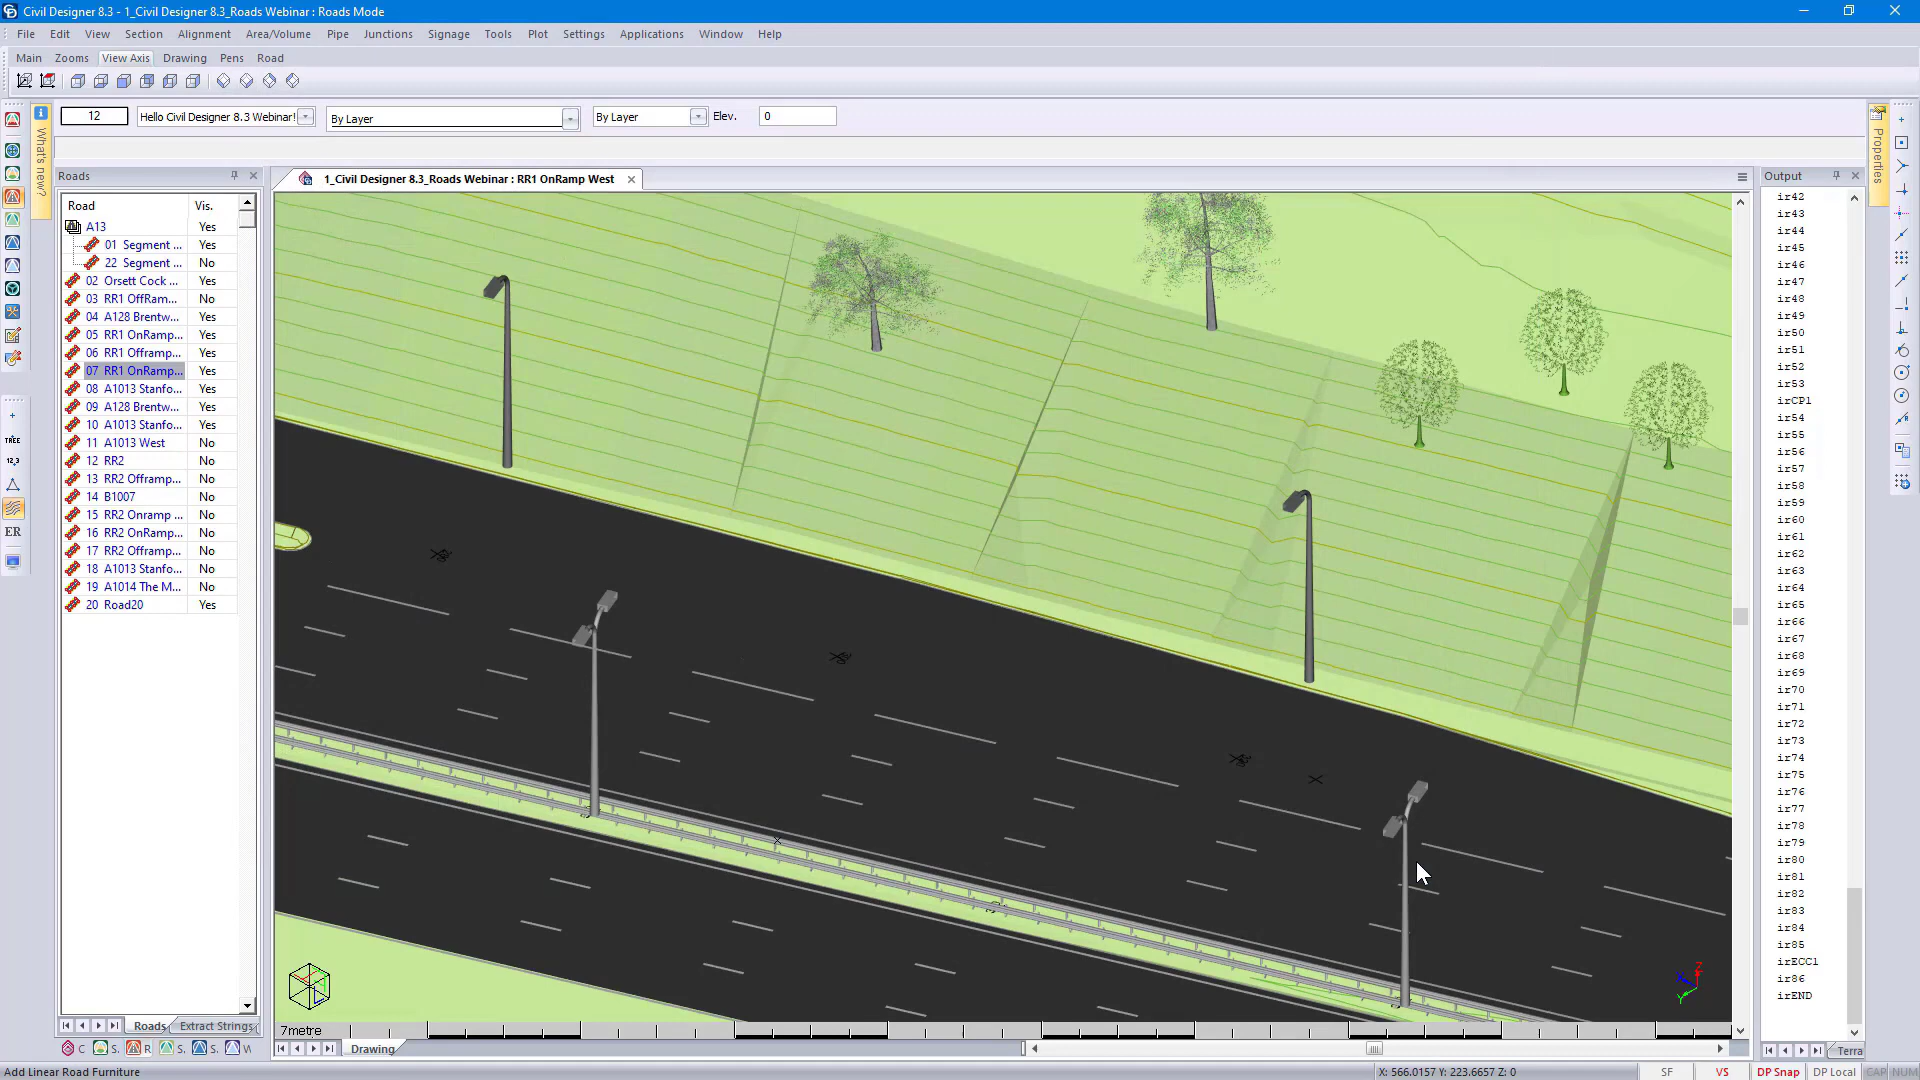 Civil Designer 8.3 - 1_Civil Designer 8.3_Roads Webinar : Roads Mode
File Edit View Section Alignment Area/Volume Pipe Junctions Signage Tools Plot Settings Applications Window Help
Main Zooms View Axis Drawing Pens Road
12 Hello Civil Designer 8.3 Webinar! By Layer By Layer Elev. 0
What's new?
Roads
Road Vis.
A13 Yes
01 Segment ... Yes
22 Segment ... No
02 Orsett Cock ... Yes
03 RR1 OffRam... No
04 A128 Brentw... Yes
05 RR1 OnRamp... Yes
06 RR1 Offramp... Yes
07 RR1 OnRamp... Yes
08 A1013 Stanfo... Yes
09 A128 Brentw... Yes
10 A1013 Stanfo... Yes
11 A1013 West No
12 RR2 No
13 RR2 Offramp... No
14 B1007 No
15 RR2 Onramp ... No
16 RR2 OnRamp... No
17 RR2 Offramp... No
18 A1013 Stanfo... No
19 A1014 The M... No
20 Road20 Yes
TREE
1.2.3
ER
Roads Extract Strings
C S. R S. S. V
1_Civil Designer 8.3_Roads Webinar : RR1 OnRamp West
7metre
Drawing
Output
ir42
ir43
ir44
ir45
ir46
ir47
ir48
ir49
ir50
ir51
ir52
ir53
irCP1
ir54
ir55
ir56
ir57
ir58
ir59
ir60
ir61
ir62
ir63
ir64
ir65
ir66
ir67
ir68
ir69
ir70
ir71
ir72
ir73
ir74
ir75
ir76
ir77
ir78
ir79
ir80
ir81
ir82
ir83
ir84
ir85
irECC1
ir86
irEND
Terra
Properties
Add Linear Road Furniture
X: 566.0157 Y: 223.6657 Z: 0
SF VS DP Snap DP Local CAP NUM